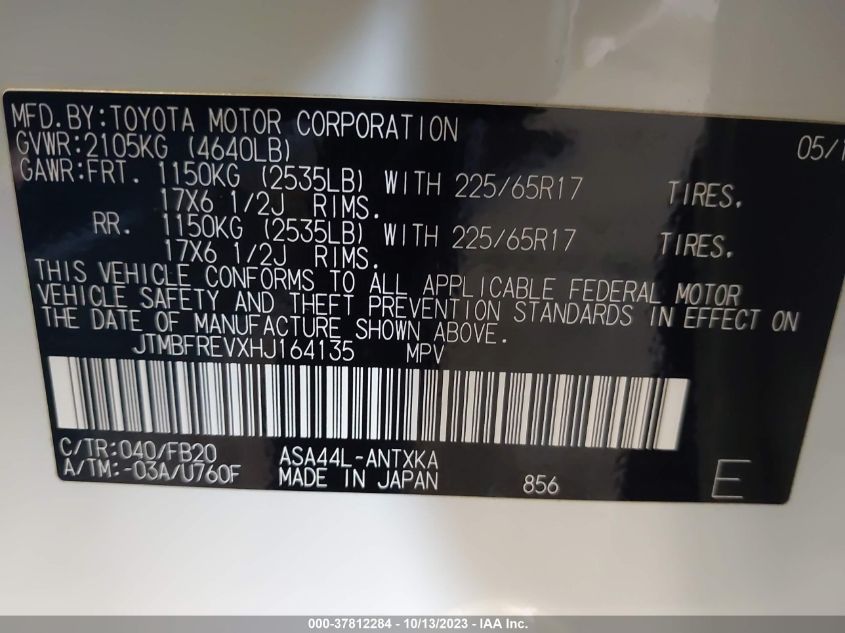 MFD.BY:TOYOTA MOTOR CORPORATION 05/1
GVWR:2105KG (4640LB)
GAWR:FRT. 1150KG (2535LB) WITH 225/65R17 TIRES.
17X6 1/2J RIMS.
RR. 1150KG (2535LB) WITH 225/65R17 TIRES.
17X6 1/2J RIMS.
THIS VEHICLE CONFORMS TO ALL APPLICABLE FEDERAL MOTOR
VEHICLE SAFETY AND THEFT PREVENTION STANDARDS IN EFFECT ON
THE DATE OF MANUFACTURE SHOWN ABOVE.
JTMBFREVXHJ164135 MPV
C/TR:040/FB20 ASA44L-ANTXKA
A/TM:-03A/U760F MADE IN JAPAN 856 E
000-37812284 - 10/13/2023 - IAA Inc.